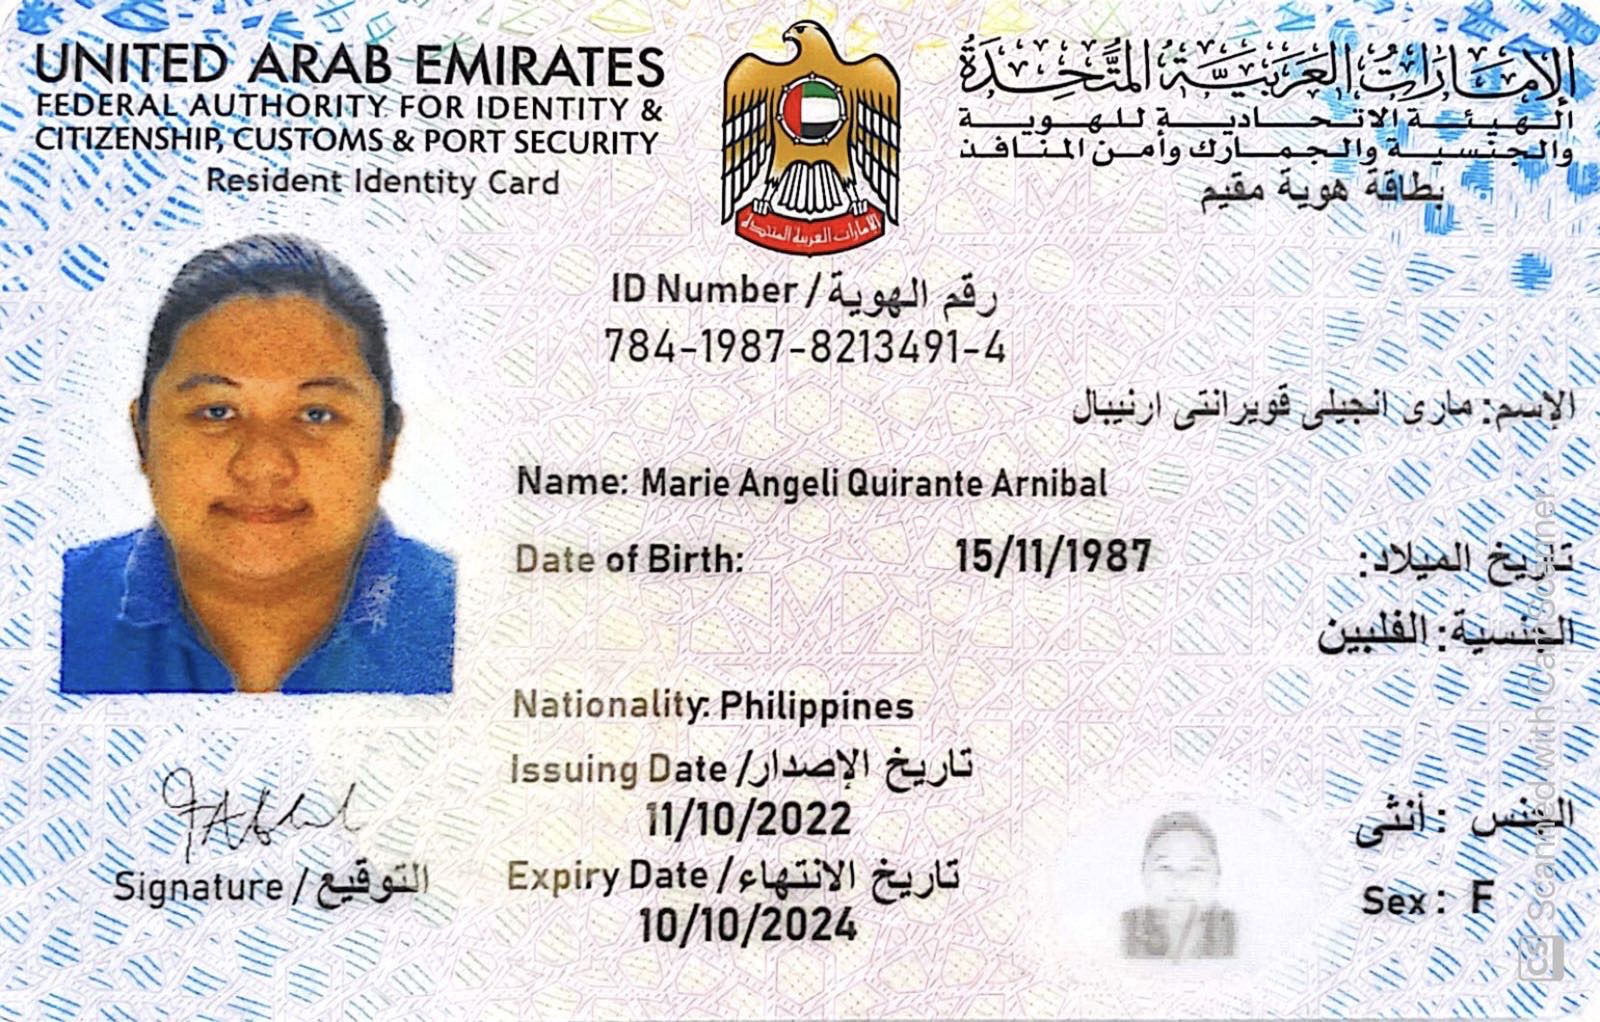 UNITED ARAB EMIRATES
FEDERAL AUTHORITY FOR IDENTITY &
CITIZENSHIP, CUSTOMS & PORT SECURITY
Resident Identity Card
الإمارات العربية المتحدة
الهيئة الاتحادية للهوية
والجنسية والجمارك وأمن المنافذ
بطاقة هوية مقيم
الامارات العربية المتحدة
ID Number / رقم الهوية
784-1987-8213491-4
الإسم: مارى انجيلى قويرانتى ارنيبال
Name: Marie Angeli Quirante Arnibal
Date of Birth: 15/11/1987 تاريخ الميلاد:
الجنسية: الفلبين
Nationality: Philippines
Issuing Date / تاريخ الإصدار
11/10/2022
Expiry Date / تاريخ الانتهاء
10/10/2024
الجنس : أنثى
Sex : F
Signature / التوقيع
15/11
CS Scanned with CamScanner